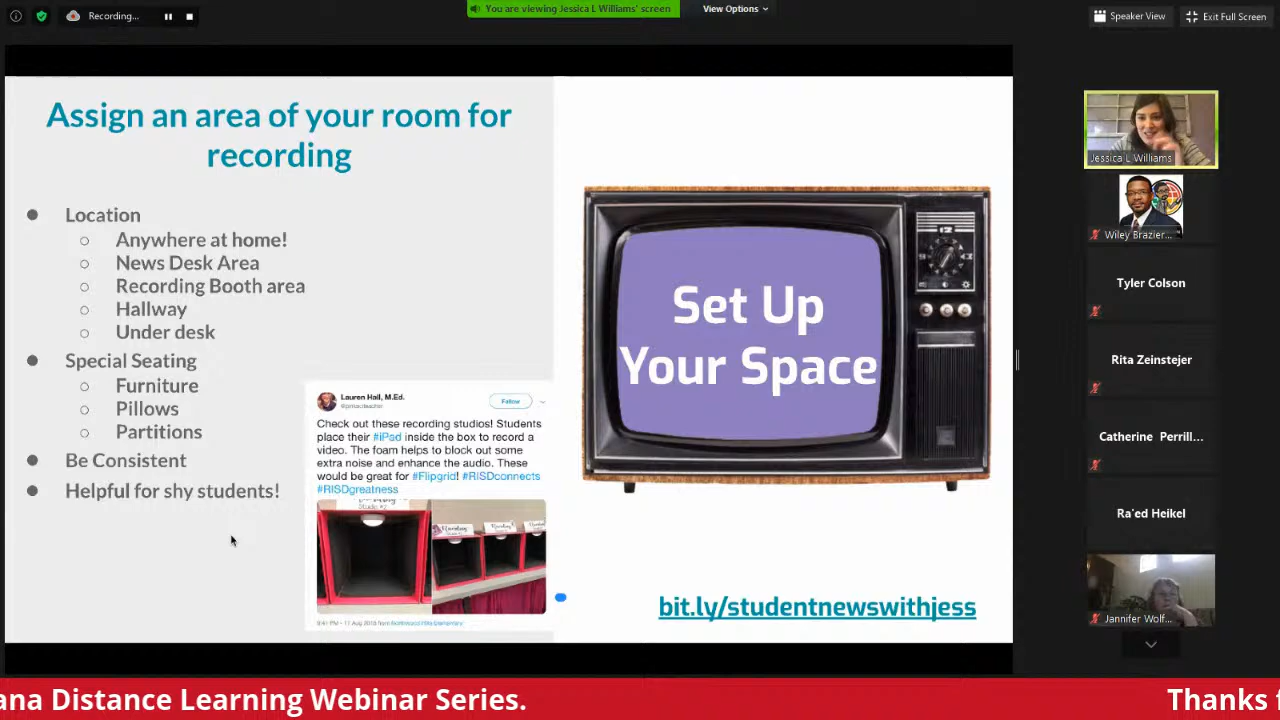 Recording...
You are viewing Jessica L Williams' screen
View Options
Speaker View
Exit Full Screen
Assign an area of your room for
recording
Location
Anywhere at home!
News Desk Area
Recording Booth area
Hallway
Under desk
Special Seating
Furniture
Pillows
Partitions
Be Consistent
Helpful for shy students!
Lauren Hall, M.Ed.
Follow
Check out these recording studios! Students
place their #iPad inside the box to record a
video. The foam helps to block out some
extra noise and enhance the audio. These
would be great for #Flipgrid! #RISDconnects
#RISDgreatness
Set Up
Your Space
bit.ly/studentnewswithjess
Jessica L Williams
Wiley Brazier...
Tyler Colson
Rita Zeinstejer
Catherine Perrill...
Ra'ed Heikel
Jannifer Wolf...
ana Distance Learning Webinar Series.
Thanks f